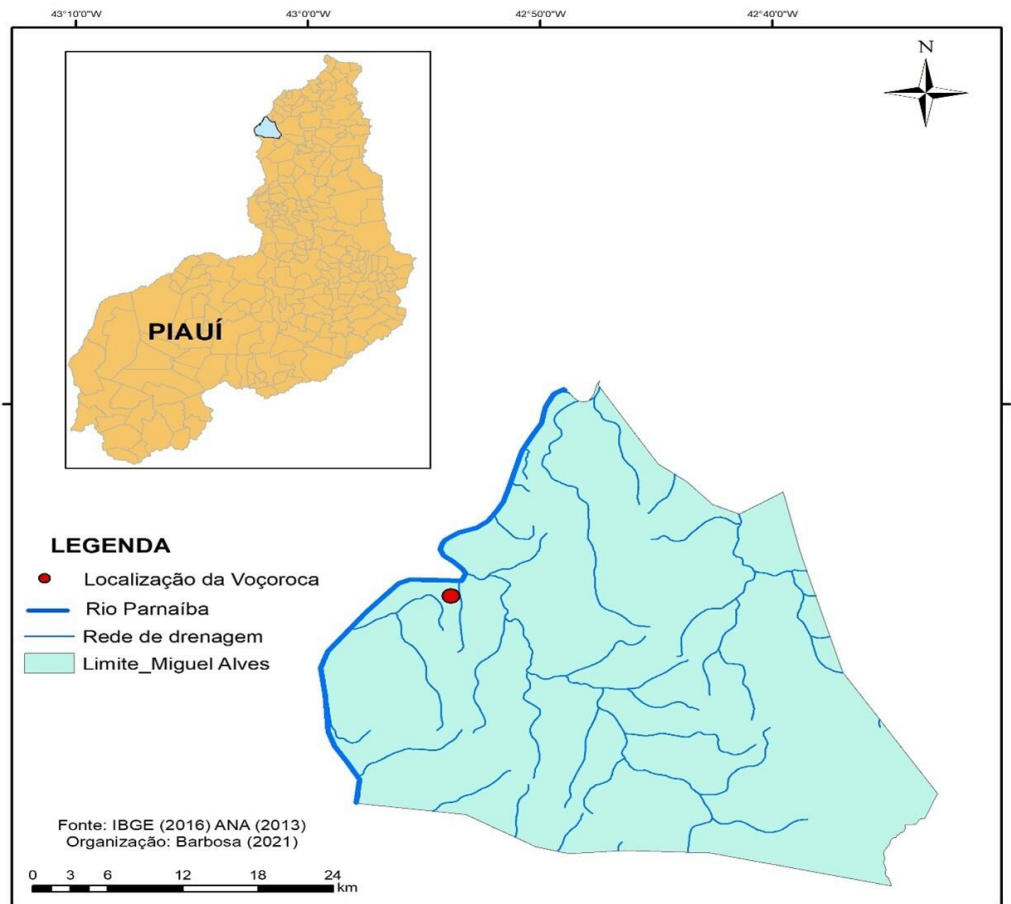 43°10'0"W 43°0'0"W 42°50'0"W 42°40'0"W
N
PIAUÍ
LEGENDA
Localização da Voçoroca
Rio Parnaíba
Rede de drenagem
Limite_Miguel Alves
Fonte: IBGE (2016) ANA (2013)
Organização: Barbosa (2021)
0 3 6 12 18 24
km